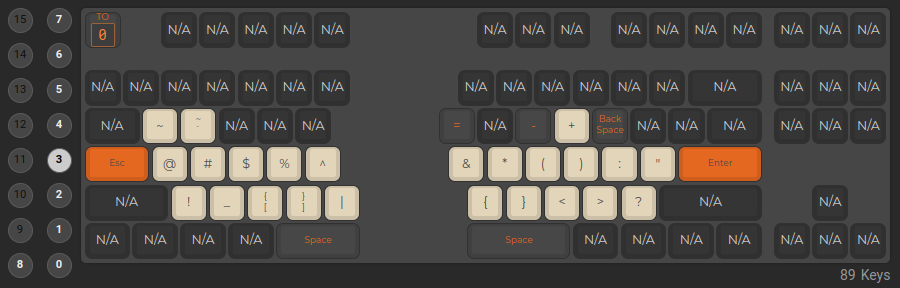 15 7 TO
0 N/A N/A N/A N/A N/A N/A N/A N/A N/A N/A N/A N/A N/A N/A N/A
14 6
13 5 N/A N/A N/A N/A N/A N/A N/A N/A N/A N/A N/A N/A N/A N/A N/A N/A N/A
12 4 N/A ~ ~ ` N/A N/A N/A = N/A - + Back Space N/A N/A N/A N/A N/A N/A
11 3 Esc @ # $ % ^ & * ( ) : " Enter
10 2 N/A ! _ { [ } ] | { } < > ? N/A N/A
9 1 N/A N/A N/A N/A Space Space N/A N/A N/A N/A N/A N/A N/A
8 0
89 Keys